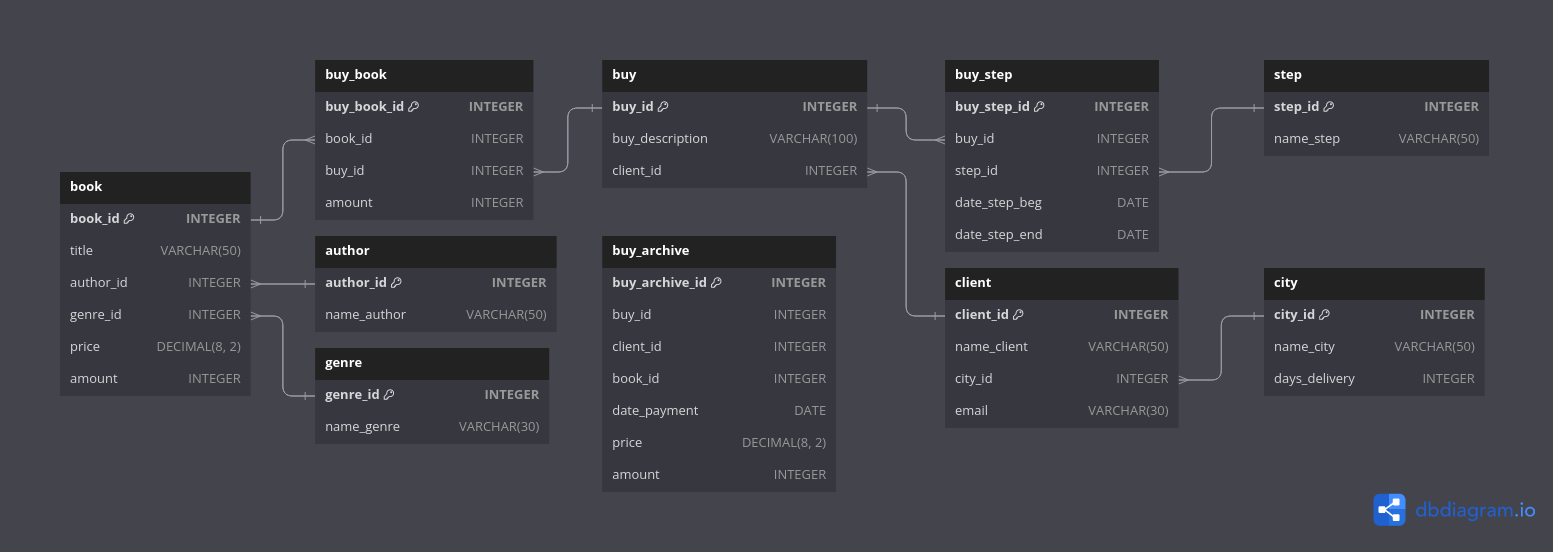 book
book_id INTEGER
title VARCHAR(50)
author_id INTEGER
genre_id INTEGER
price DECIMAL(8, 2)
amount INTEGER
buy_book
buy_book_id INTEGER
book_id INTEGER
buy_id INTEGER
amount INTEGER
author
author_id INTEGER
name_author VARCHAR(50)
genre
genre_id INTEGER
name_genre VARCHAR(30)
buy
buy_id INTEGER
buy_description VARCHAR(100)
client_id INTEGER
buy_archive
buy_archive_id INTEGER
buy_id INTEGER
client_id INTEGER
book_id INTEGER
date_payment DATE
price DECIMAL(8, 2)
amount INTEGER
buy_step
buy_step_id INTEGER
buy_id INTEGER
step_id INTEGER
date_step_beg DATE
date_step_end DATE
client
client_id INTEGER
name_client VARCHAR(50)
city_id INTEGER
email VARCHAR(30)
step
step_id INTEGER
name_step VARCHAR(50)
city
city_id INTEGER
name_city VARCHAR(50)
days_delivery INTEGER
dbdiagram.io